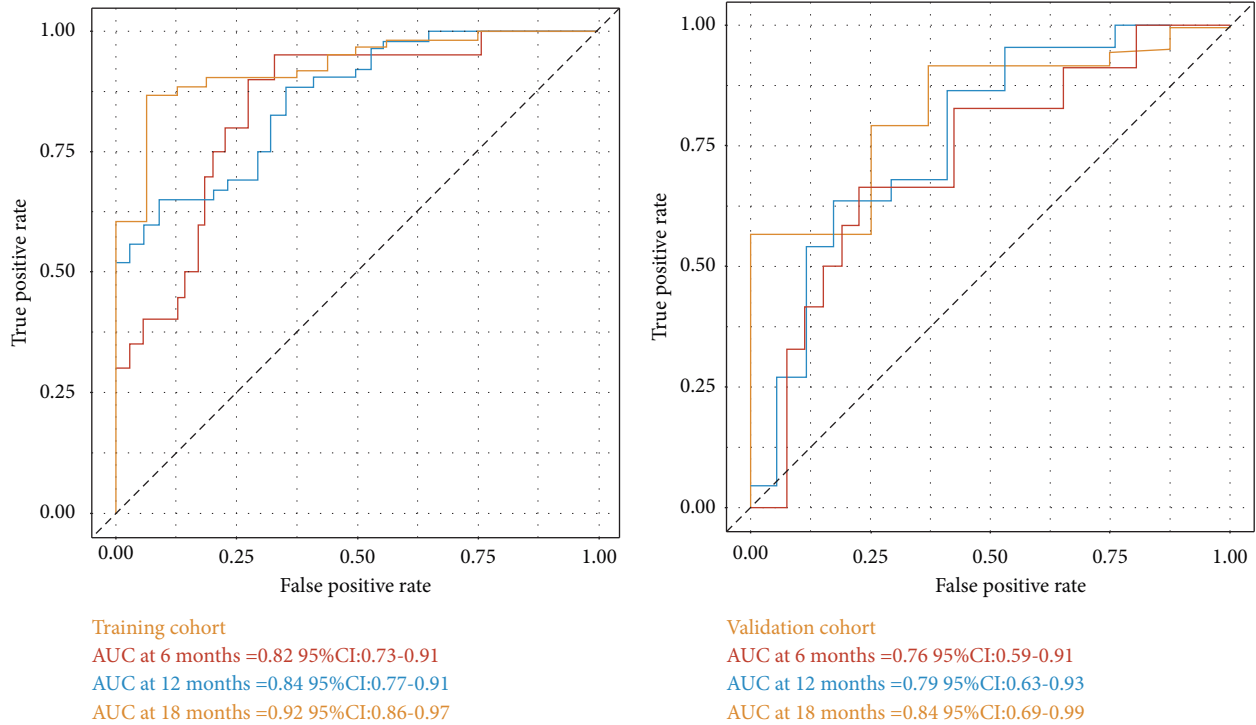 1.00
0.75
0.50
0.25
0.00
True positive rate
0.00 0.25 0.50 0.75 1.00
False positive rate
Training cohort
AUC at 6 months =0.82 95%CI:0.73-0.91
AUC at 12 months =0.84 95%CI:0.77-0.91
AUC at 18 months =0.92 95%CI:0.86-0.97
1.00
0.75
0.50
0.25
0.00
True positive rate
0.00 0.25 0.50 0.75 1.00
False positive rate
Validation cohort
AUC at 6 months =0.76 95%CI:0.59-0.91
AUC at 12 months =0.79 95%CI:0.63-0.93
AUC at 18 months =0.84 95%CI:0.69-0.99